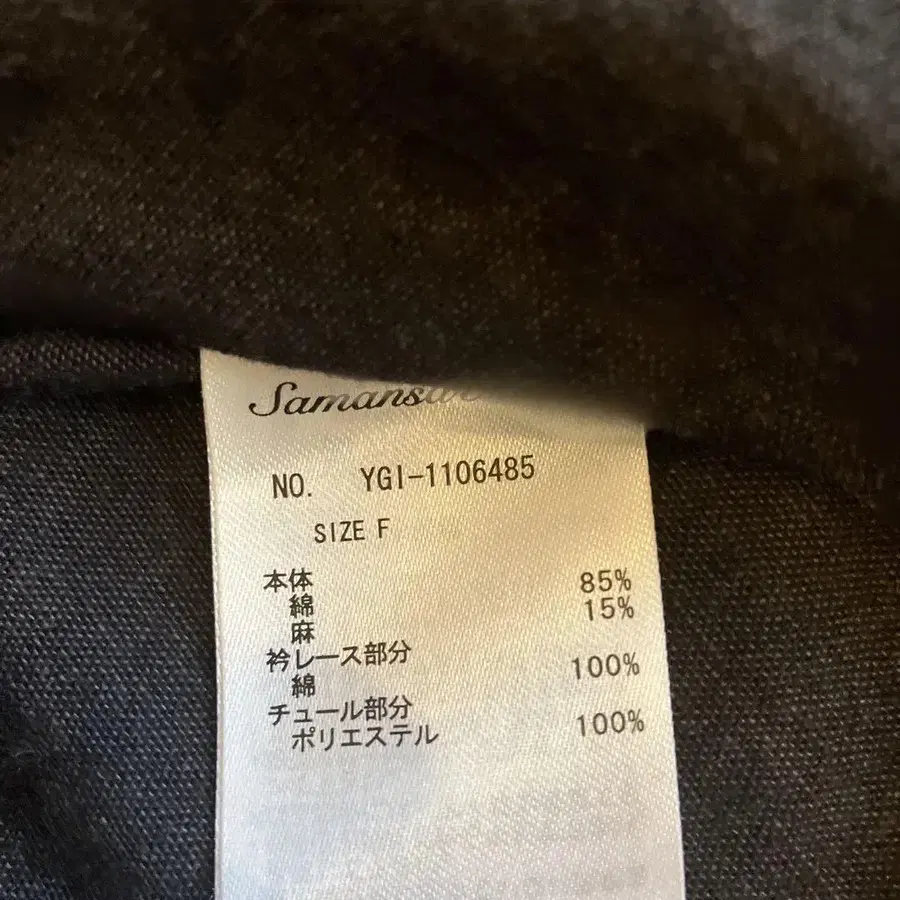 NO. YGI-1106485
SIZE F
本体
綿 85%
麻 15%
衿レース部分
綿 100%
チュール部分
ポリエステル 100%